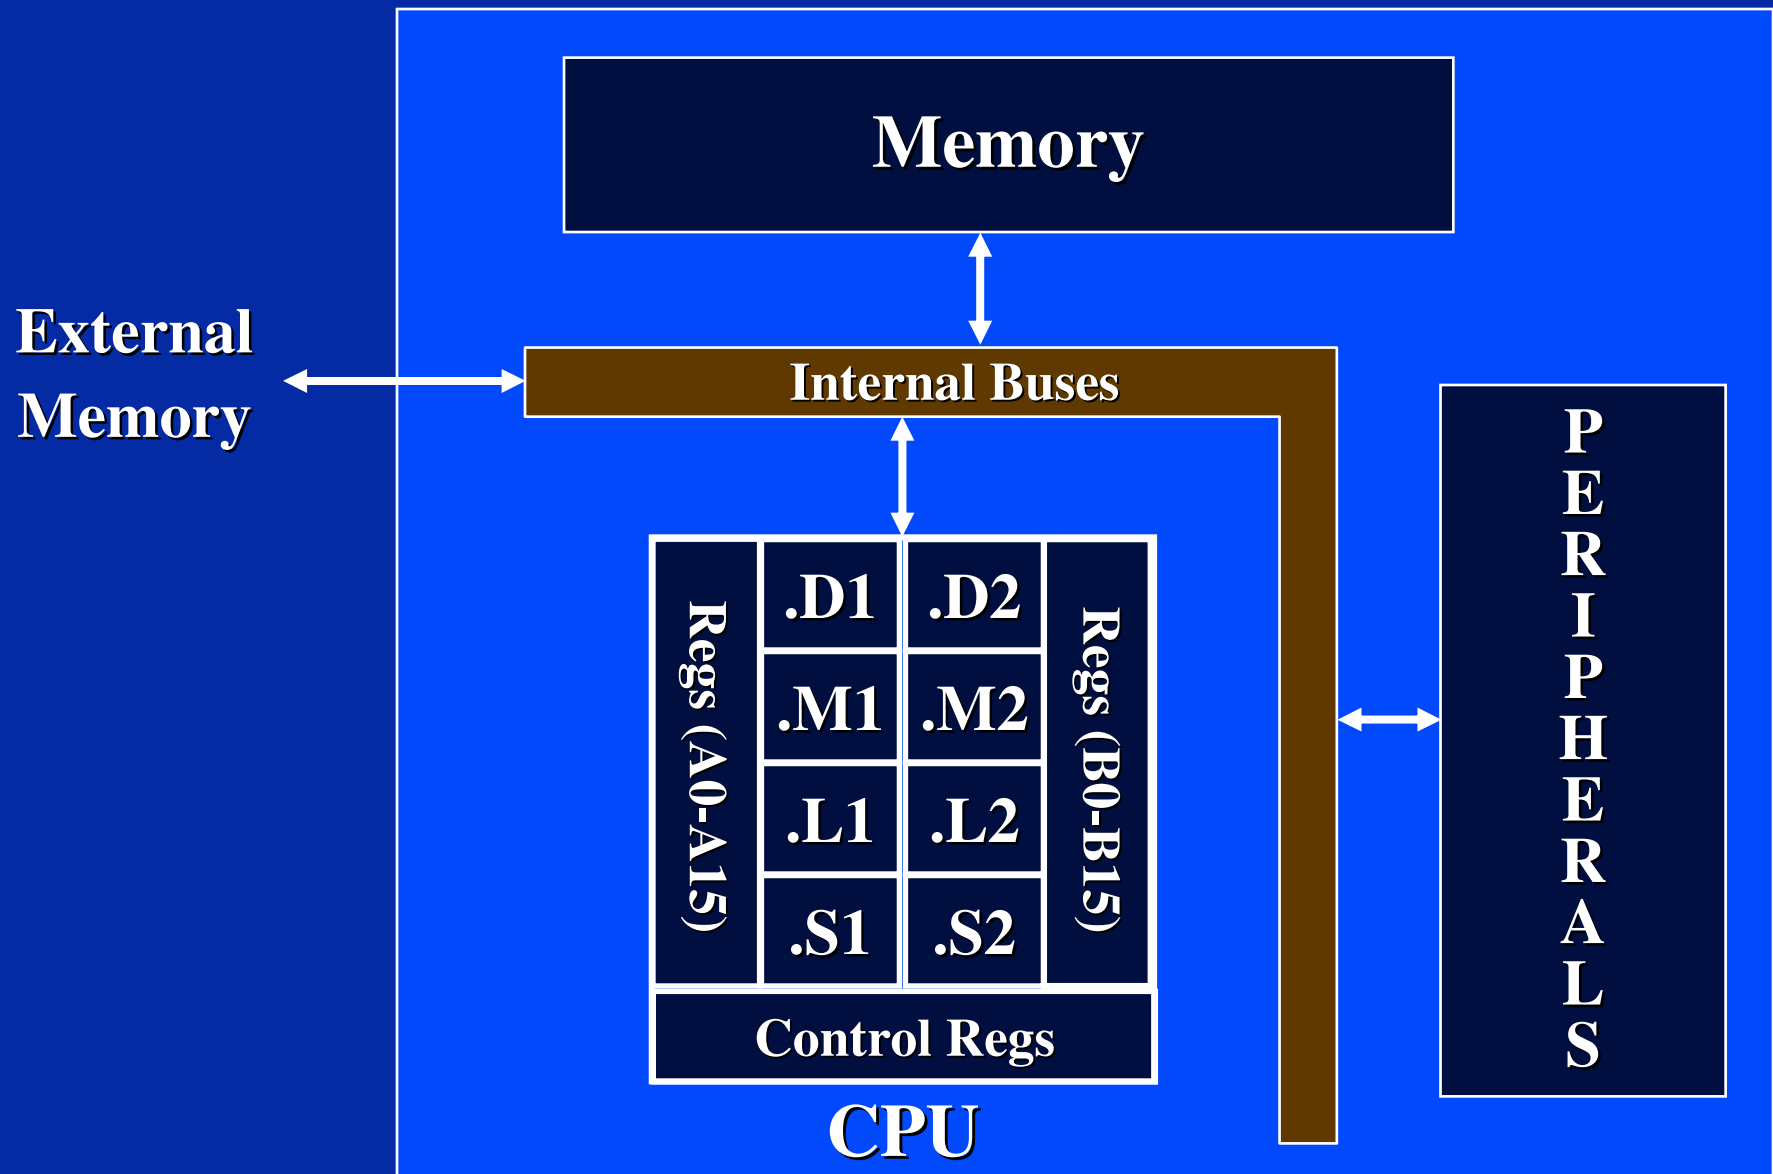 Memory
External
Memory
Internal Buses
PERIPHERALS
Regs (A0-A15)
.D1
.D2
.M1
.M2
.L1
.L2
.S1
.S2
Regs (B0-B15)
Control Regs
CPU